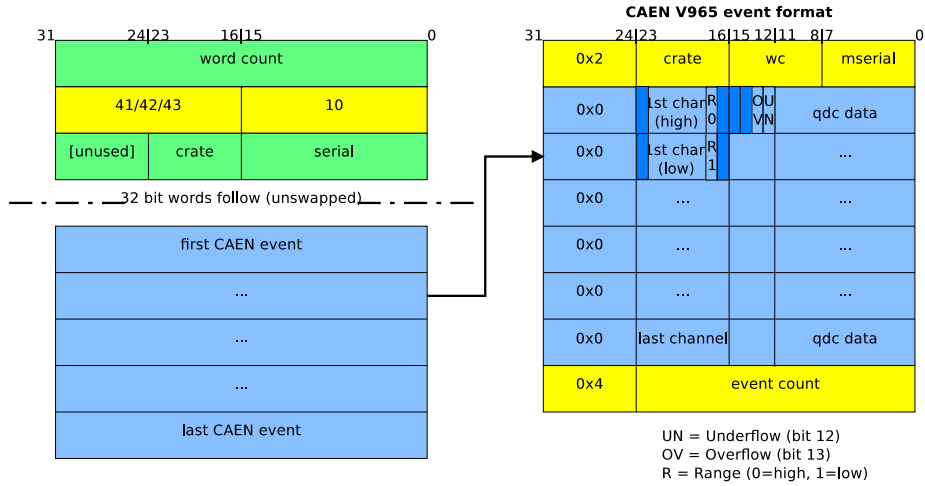 CAEN V965 event format
31 24 23 16 15 0
word count
41/42/43 10
[unused] crate serial
32 bit words follow (unswapped)
first CAEN event
...
...
...
last CAEN event
31 24 23 16 15 12 11 8 7 0
0x2 crate wc mserial
0x0 1st chan (high) R 0 OV UN qdc data
0x0 1st chan (low) R 1 ...
0x0 ... ...
0x0 ... ...
0x0 ... ...
0x0 last channel qdc data
0x4 event count
UN = Underflow (bit 12)
OV = Overflow (bit 13)
R = Range (0=high, 1=low)